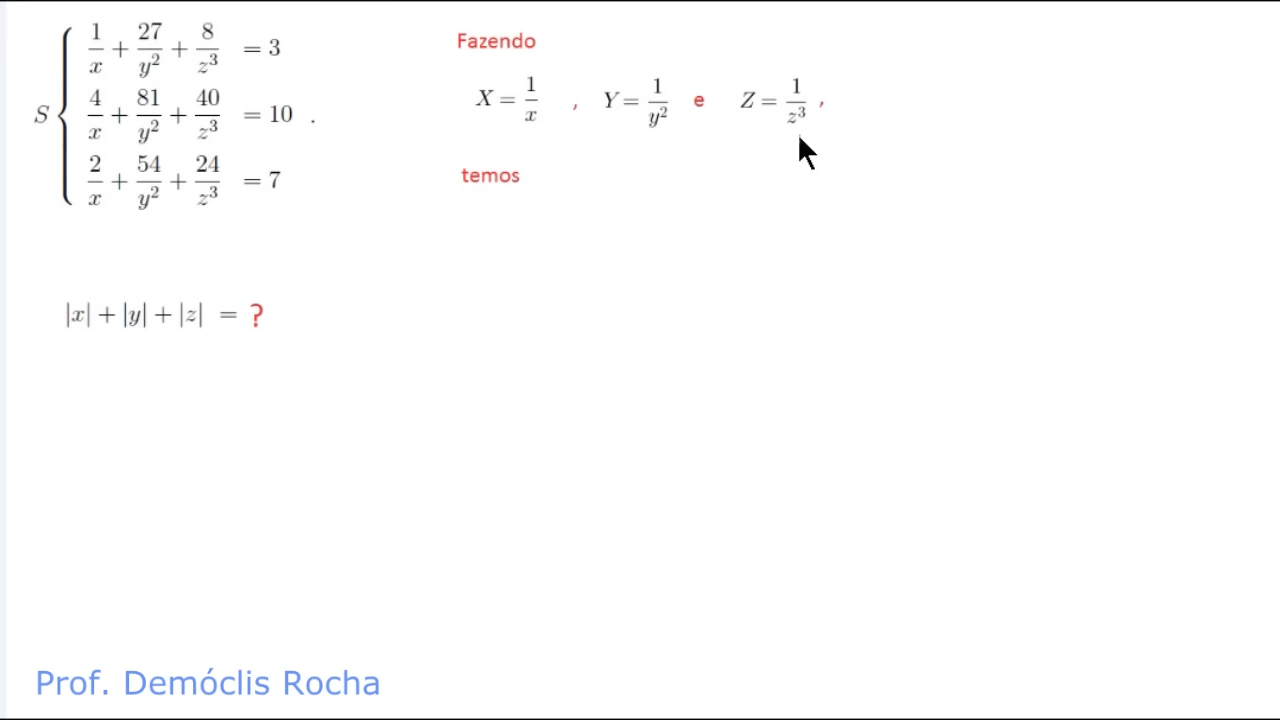 S { 1/x + 27/y² + 8/z³ = 3
4/x + 81/y² + 40/z³ = 10 .
2/x + 54/y² + 24/z³ = 7
Fazendo
X = 1/x , Y = 1/y² e Z = 1/z³ ,
temos
|x| + |y| + |z| = ?
Prof. Demóclis Rocha